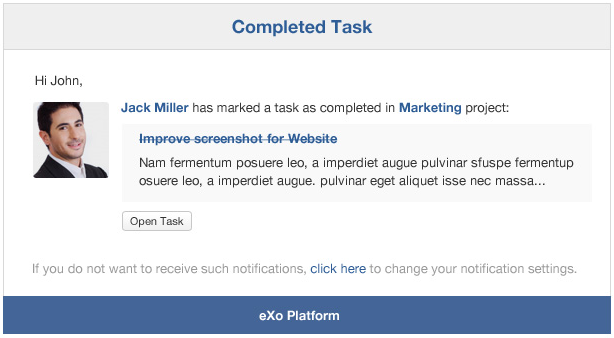 Completed Task
Hi John,
Jack Miller has marked a task as completed in Marketing project:
Improve screenshot for Website
Nam fermentum posuere leo, a imperdiet augue pulvinar sfuspe fermentup
osuere leo, a imperdiet augue. pulvinar eget aliquet isse nec massa...
Open Task
If you do not want to receive such notifications, click here to change your notification settings.
eXo Platform